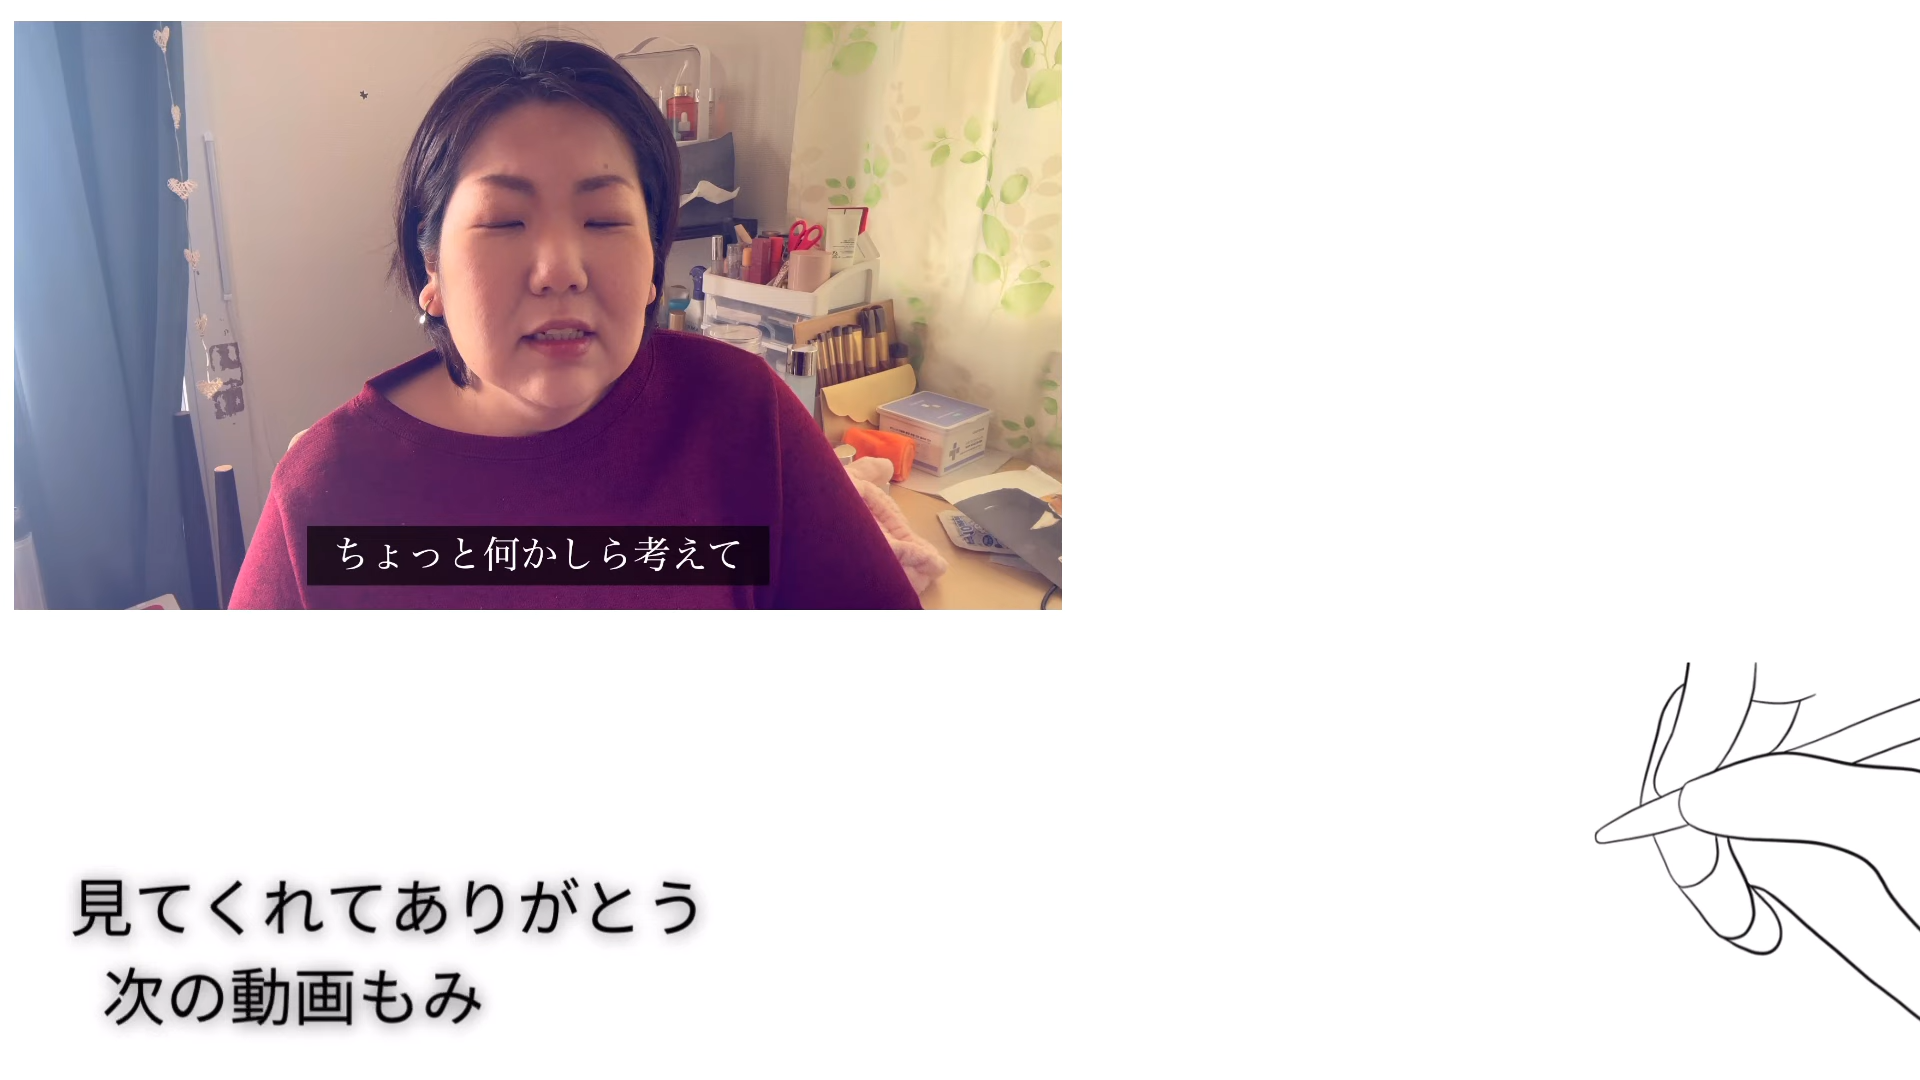 ちょっと何かしら考えて
見てくれてありがとう
次の動画もみ